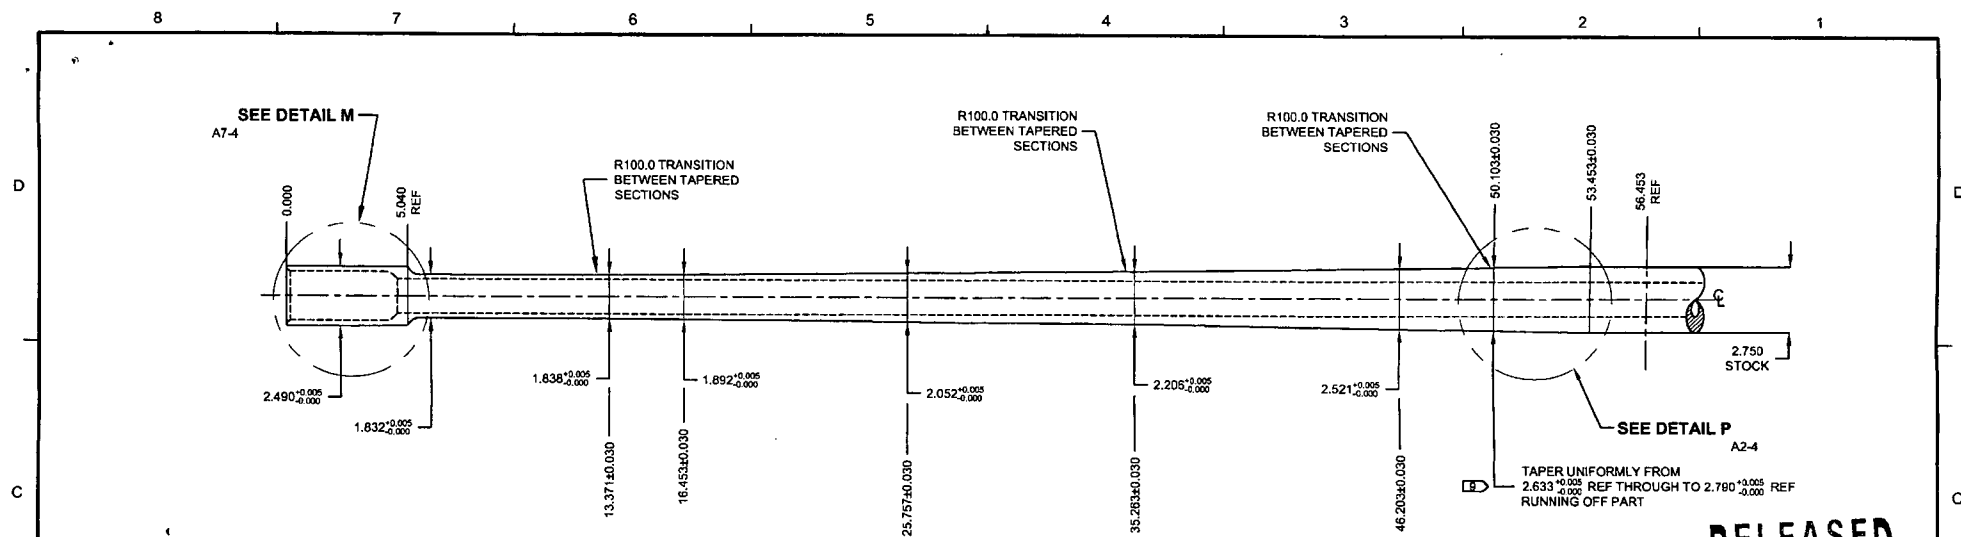 8 7 6 5 4 3 2 1
SEE DETAIL M
A7-4
R100.0 TRANSITION
BETWEEN TAPERED
SECTIONS
R100.0 TRANSITION
BETWEEN TAPERED
SECTIONS
R100.0 TRANSITION
BETWEEN TAPERED
SECTIONS
D
D
0.000
5.040
REF
50.103±0.030
53.453±0.030
56.453
REF
℄
2.750
STOCK
2.490 +0.005 -0.000
1.832 +0.005 -0.000
1.838 +0.005 -0.000
1.892 +0.005 -0.000
2.052 +0.005 -0.000
2.206 +0.005 -0.000
2.521 +0.005 -0.000
13.371±0.030
16.453±0.030
25.757±0.030
35.263±0.030
46.203±0.030
SEE DETAIL P
A2-4
C
C
9
TAPER UNIFORMLY FROM
2.633 +0.005 -0.000 REF THROUGH TO 2.790 +0.005 -0.000 REF
RUNNING OFF PART
RELEASED